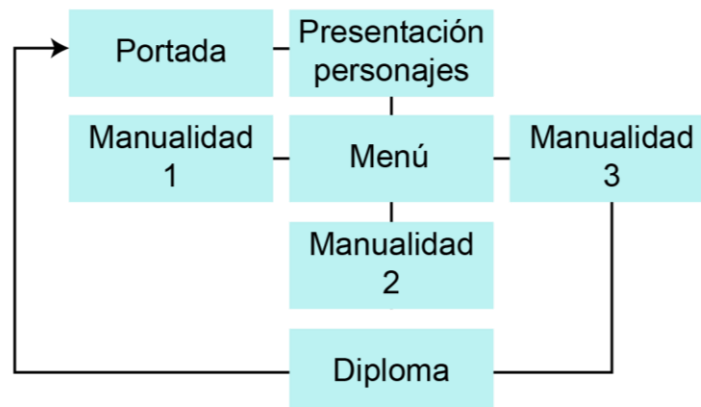 Portada
Presentación
personajes
Manualidad
1
Menú
Manualidad
3
Manualidad
2
Diploma